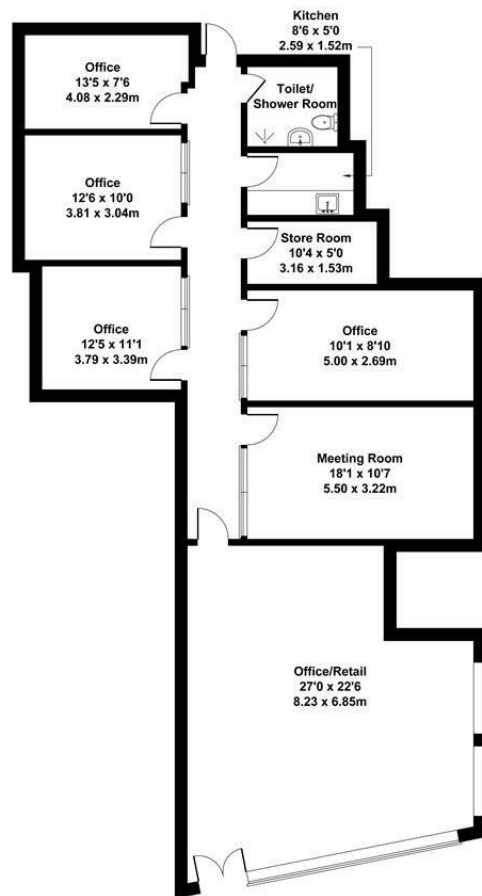 Kitchen
8'6 x 5'0
2.59 x 1.52m
Office
13'5 x 7'6
4.08 x 2.29m
Toilet/
Shower Room
Office
12'6 x 10'0
3.81 x 3.04m
Store Room
10'4 x 5'0
3.16 x 1.53m
Office
12'5 x 11'1
3.79 x 3.39m
Office
10'1 x 8'10
5.00 x 2.69m
Meeting Room
18'1 x 10'7
5.50 x 3.22m
Office/Retail
27'0 x 22'6
8.23 x 6.85m